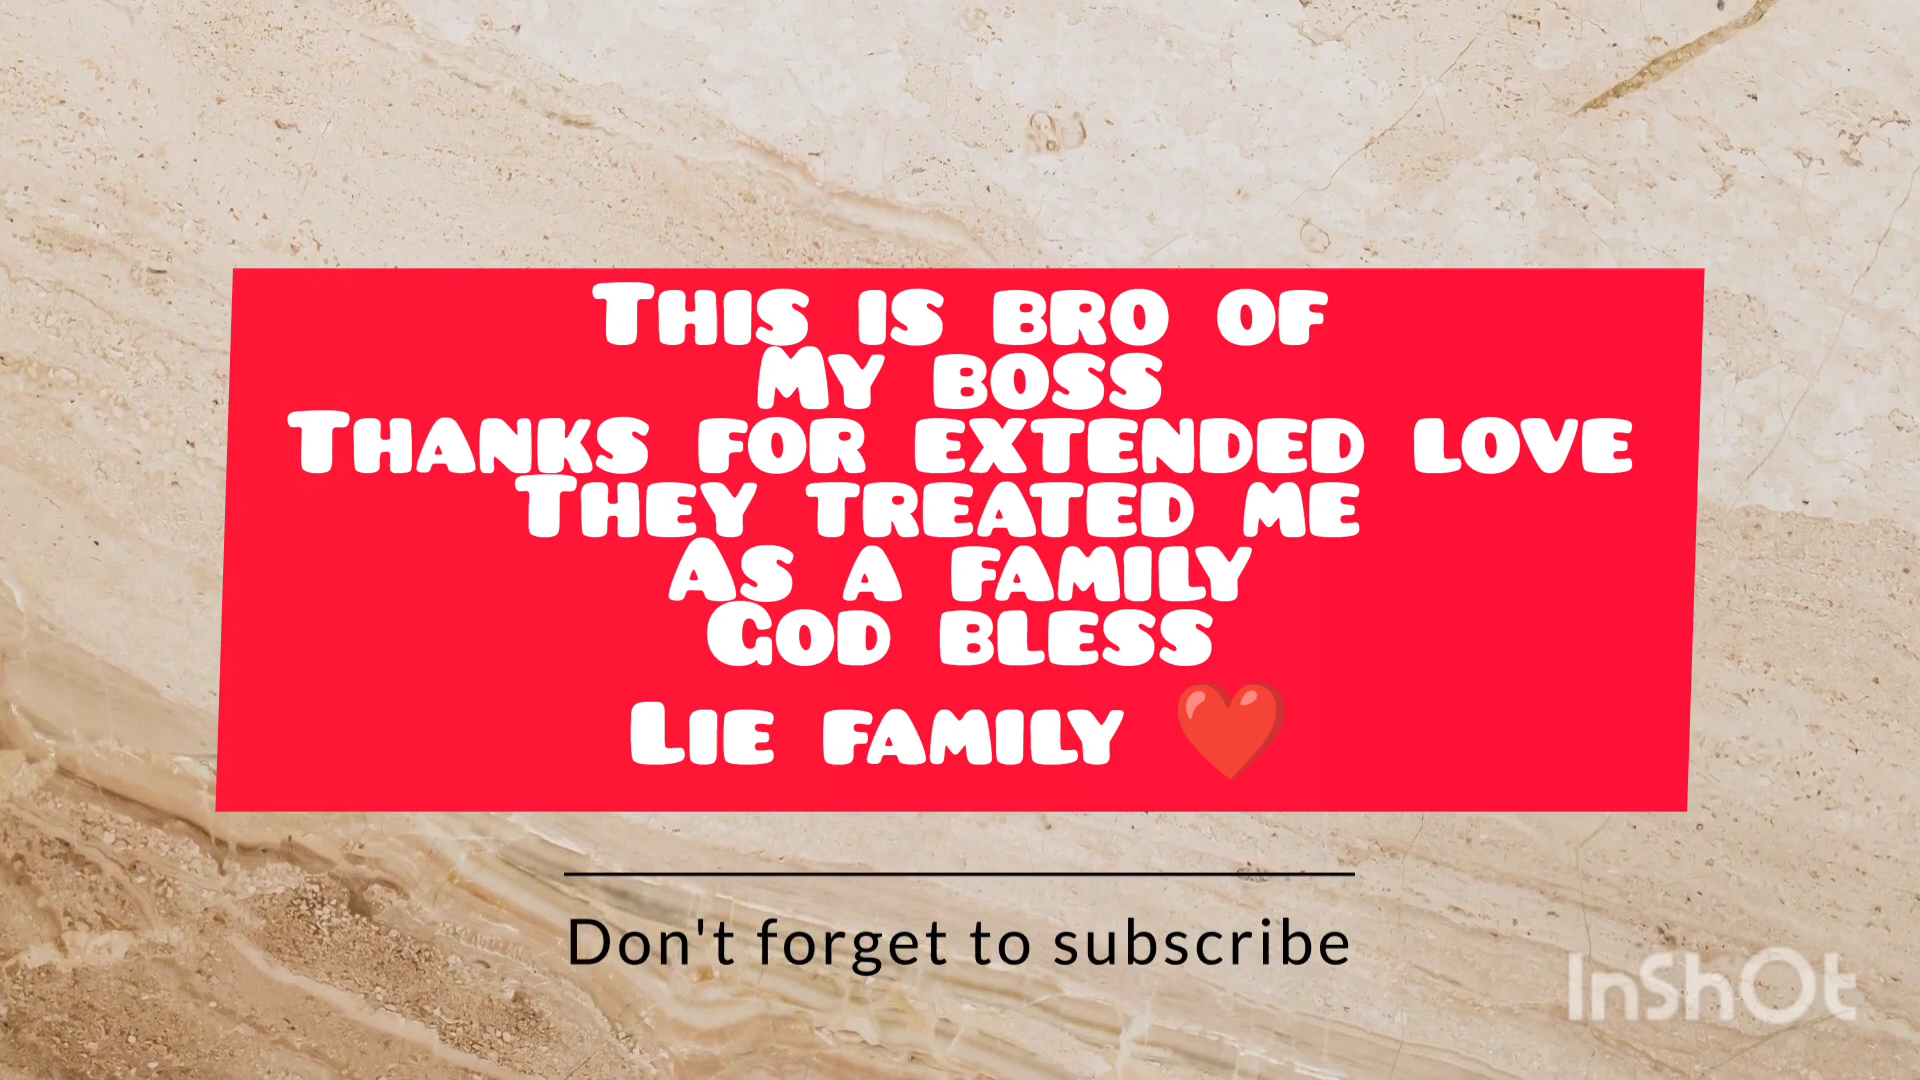 This is bro of
My boss
Thanks for extended love
They treated me
As a family
God bless
Lie family ❤️
Don't forget to subscribe
InShOt